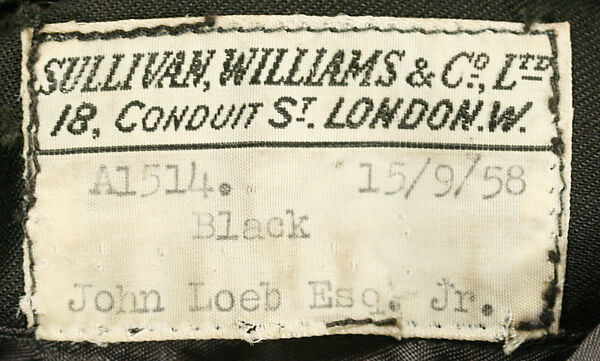 SULLIVAN, WILLIAMS & Cº., LTD
18, CONDUIT ST. LONDON.W.
A1514. 15/9/58
Black
John Loeb Esq. Jr.